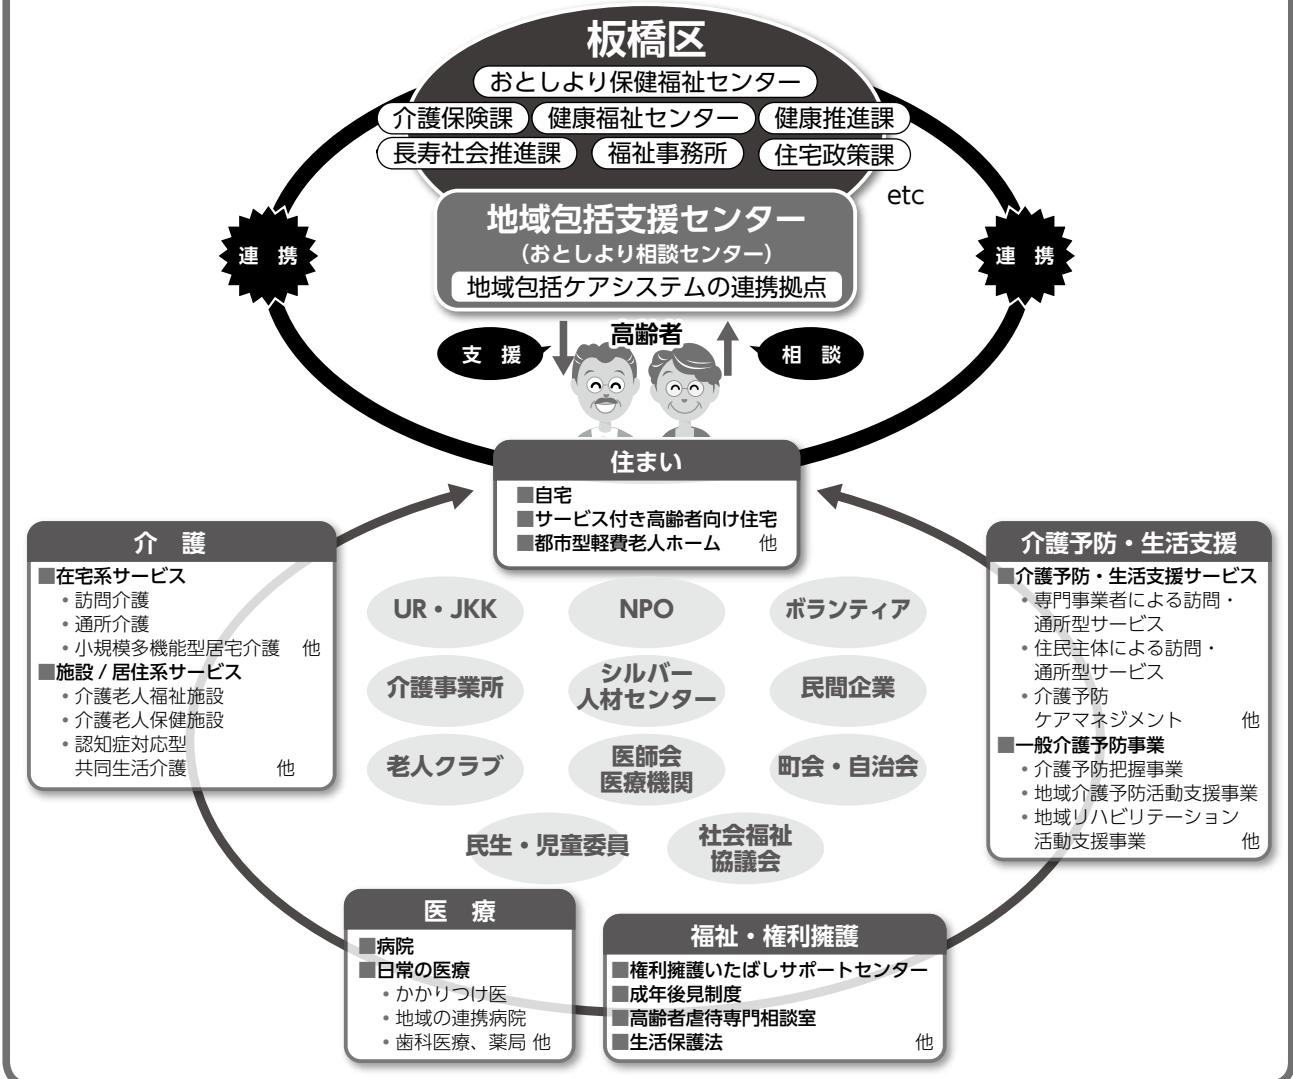 板橋区
おとしより保健福祉センター
介護保険課 健康福祉センター 健康推進課
長寿社会推進課 福祉事務所 住宅政策課
etc
地域包括支援センター
（おとしより相談センター）
地域包括ケアシステムの連携拠点
連 携
連 携
支 援
高齢者
相 談
住まい
■自宅
■サービス付き高齢者向け住宅
■都市型軽費老人ホーム 他
介 護
■在宅系サービス
・訪問介護
・通所介護
・小規模多機能型居宅介護 他
■施設 / 居住系サービス
・介護老人福祉施設
・介護老人保健施設
・認知症対応型
共同生活介護 他
介護予防・生活支援
■介護予防・生活支援サービス
・専門事業者による訪問・
通所型サービス
・住民主体による訪問・
通所型サービス
・介護予防
ケアマネジメント 他
■一般介護予防事業
・介護予防把握事業
・地域介護予防活動支援事業
・地域リハビリテーション
活動支援事業 他
UR・JKK
NPO
ボランティア
介護事業所
シルバー
人材センター
民間企業
老人クラブ
医師会
医療機関
町会・自治会
民生・児童委員
社会福祉
協議会
医 療
■病院
■日常の医療
・かかりつけ医
・地域の連携病院
・歯科医療、薬局 他
福祉・権利擁護
■権利擁護いたばしサポートセンター
■成年後見制度
■高齢者虐待専門相談室
■生活保護法 他